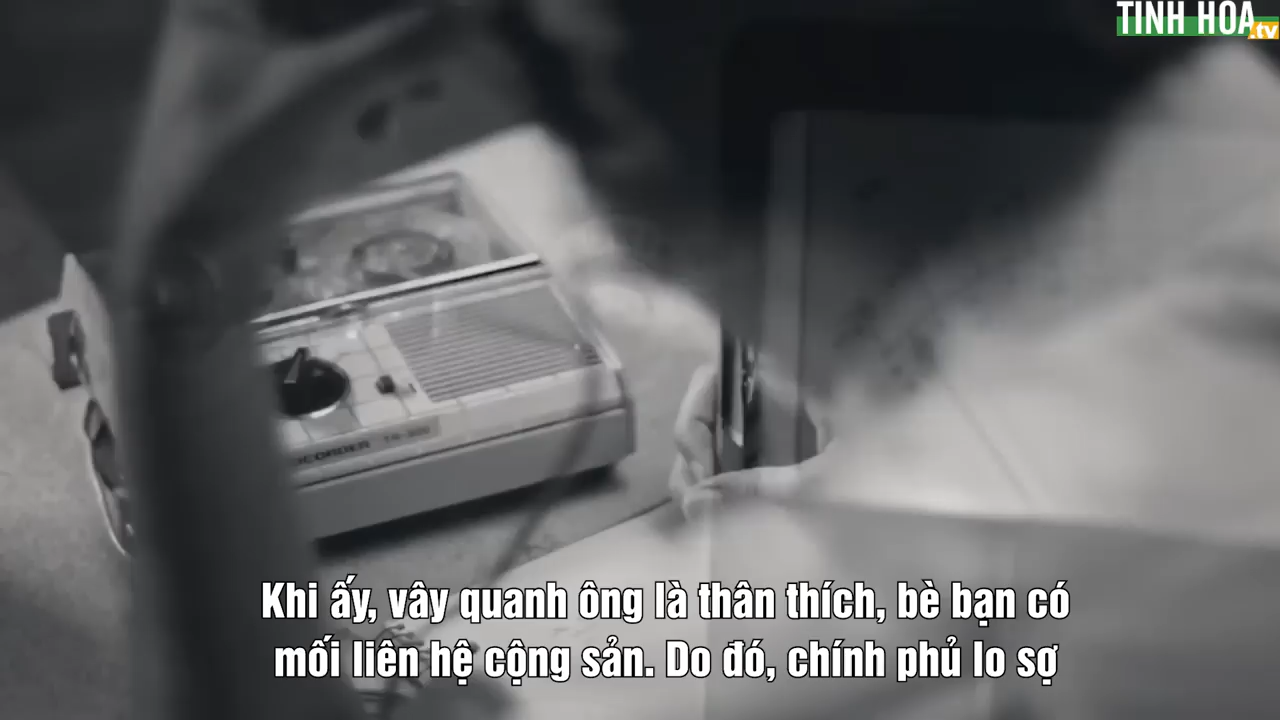 TINH HOA
.tv
Khi ấy, vây quanh ông là thân thích, bè bạn có
mối liên hệ cộng sản. Do đó, chính phủ lo sợ